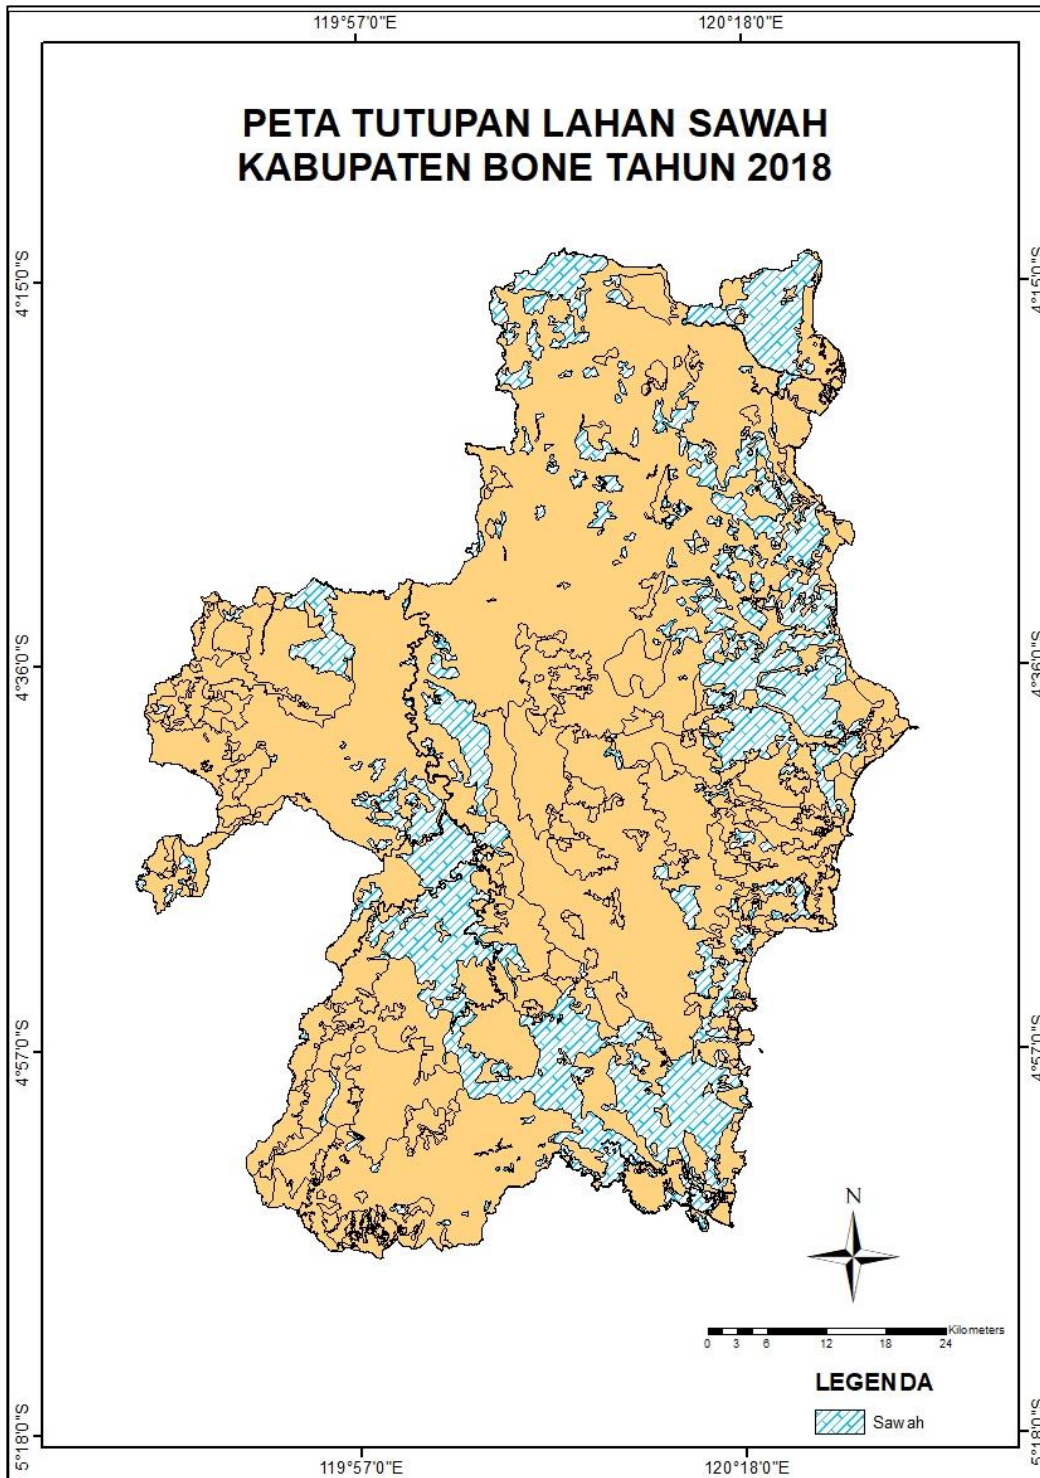 119°57'0"E 120°18'0"E
PETA TUTUPAN LAHAN SAWAH
KABUPATEN BONE TAHUN 2018
4°15'0"S 4°15'0"S
4°36'0"S 4°36'0"S
4°57'0"S 4°57'0"S
N
Kilometers
0 3 6 12 18 24
LEGENDA
Sawah
5°18'0"S 5°18'0"S
119°57'0"E 120°18'0"E